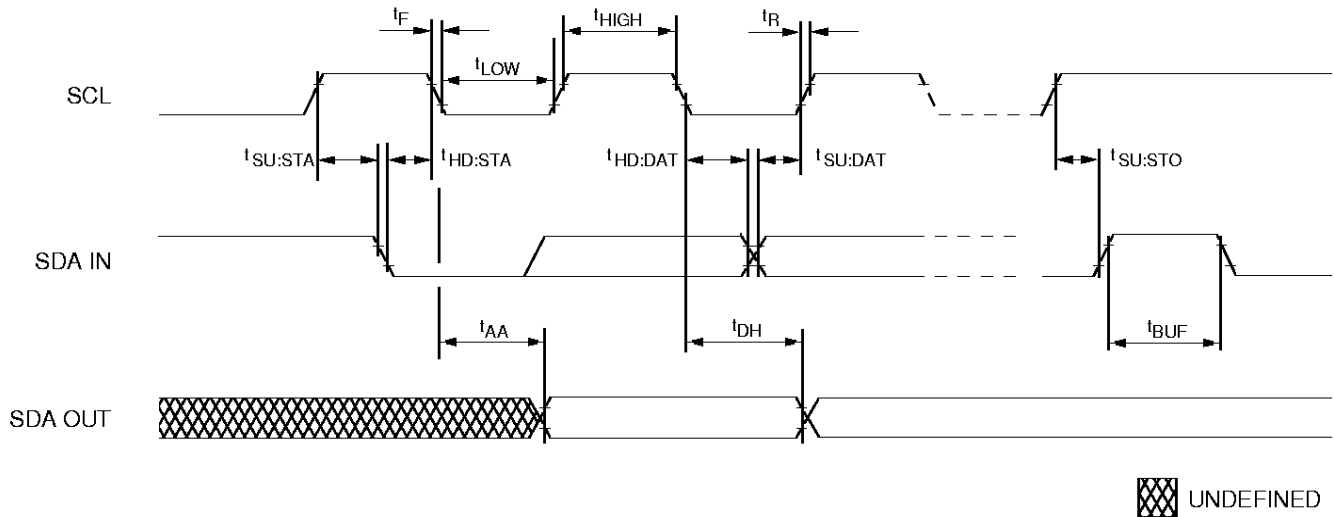 tF
tHIGH
tR
tLOW
SCL
tSU:STA
tHD:STA
tHD:DAT
tSU:DAT
tSU:STO
SDA IN
tAA
tDH
tBUF
SDA OUT
UNDEFINED